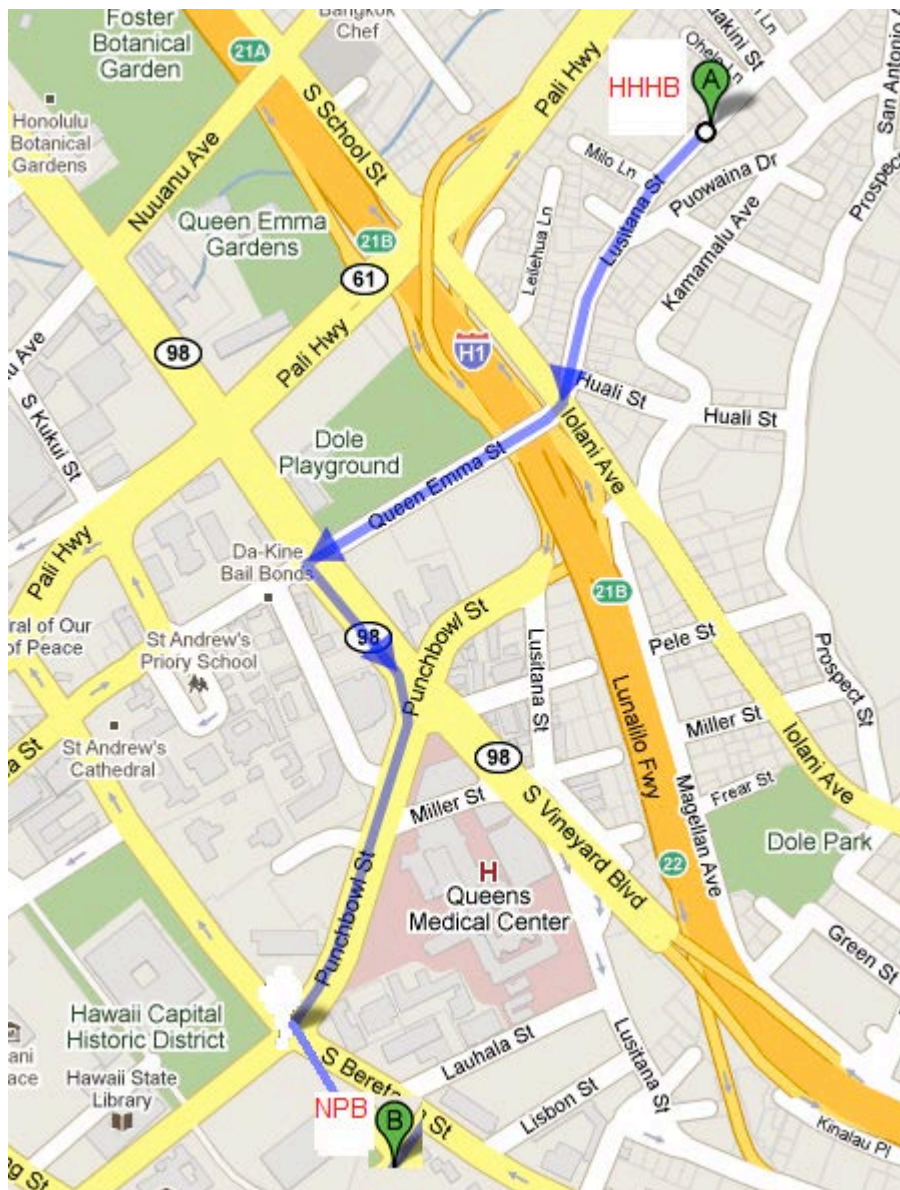 Foster
Botanical
Garden
21A
Bangkok
Chef
Ohelo Ln
HHHB
A
Pali Hwy
San Antonio
Honolulu
Botanical
Gardens
S School St
Nuuanu Ave
Milo Ln
Puowaina Dr
Prospect
Queen Emma
Gardens
21B
61
Lusitana St
Leilehua Ln
Kamamalu Ave
98
Pali Hwy
H1
S Kukui St
Huali St
Huali St
Iolani Ave
Dole
Playground
Queen Emma St
Pali Hwy
Da-Kine
Bail Bonds
21B
St Andrew's
Priory School
98
Punchbowl St
Lusitana St
Pele St
Prospect St
Lunalilo Fwy
Miller St
St Andrew's
Cathedral
98
Iolani Ave
Magellan Ave
Frear St
Miller St
S Vineyard Blvd
Dole Park
H
Queens
Medical Center
22
Punchbowl St
Green St
Hawaii Capital
Historic District
Lauhala St
Lusitana St
Hawaii State
Library
S Beretania St
Lisbon St
NPB
B
Kinalau Pl